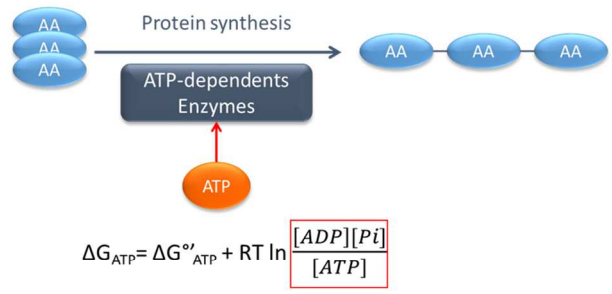 AA
AA
AA
Protein synthesis
AA AA AA
ATP-dependents
Enzymes
ATP
ΔG_ATP= ΔG°’_ATP + RT ln [ADP][Pi]
[ATP]